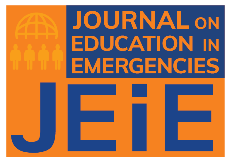 JOURNAL ON
EDUCATION IN
EMERGENCIES
JEiE